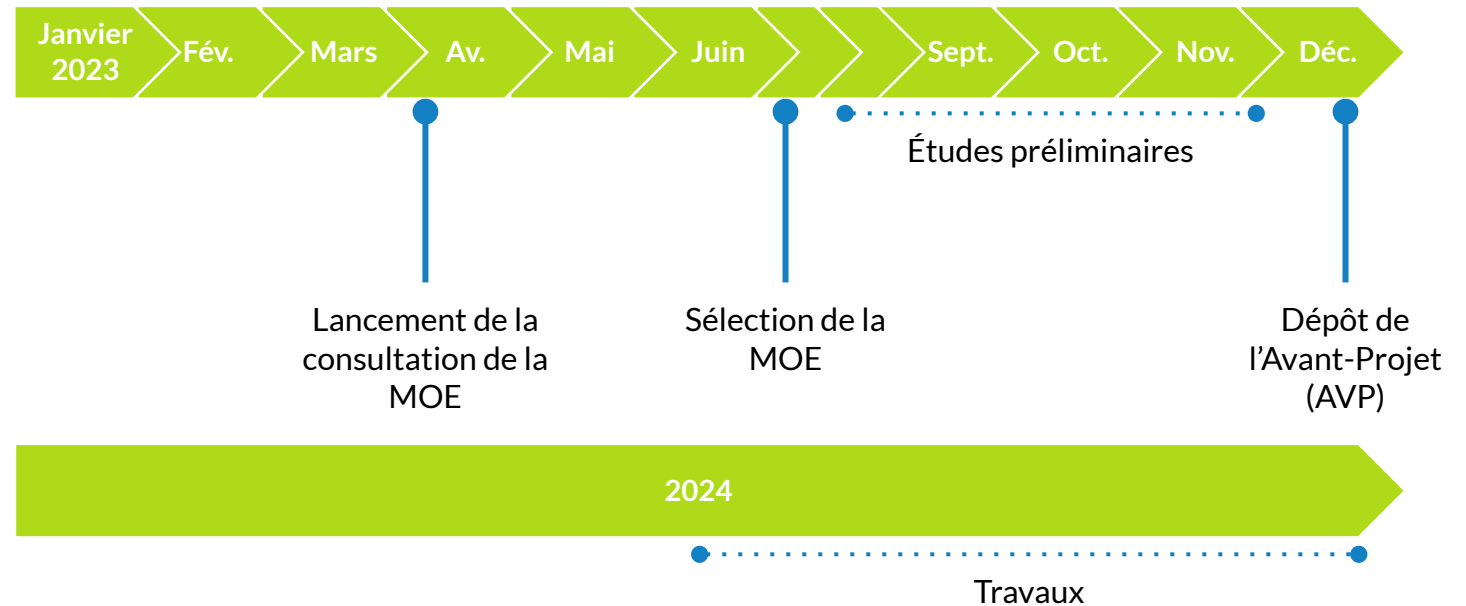 Janvier
2023
Fév.
Mars
Av.
Mai
Juin
Sept.
Oct.
Nov.
Déc.
Études préliminaires
Lancement de la
consultation de la
MOE
Sélection de la
MOE
Dépôt de
l’Avant-Projet
(AVP)
2024
Travaux